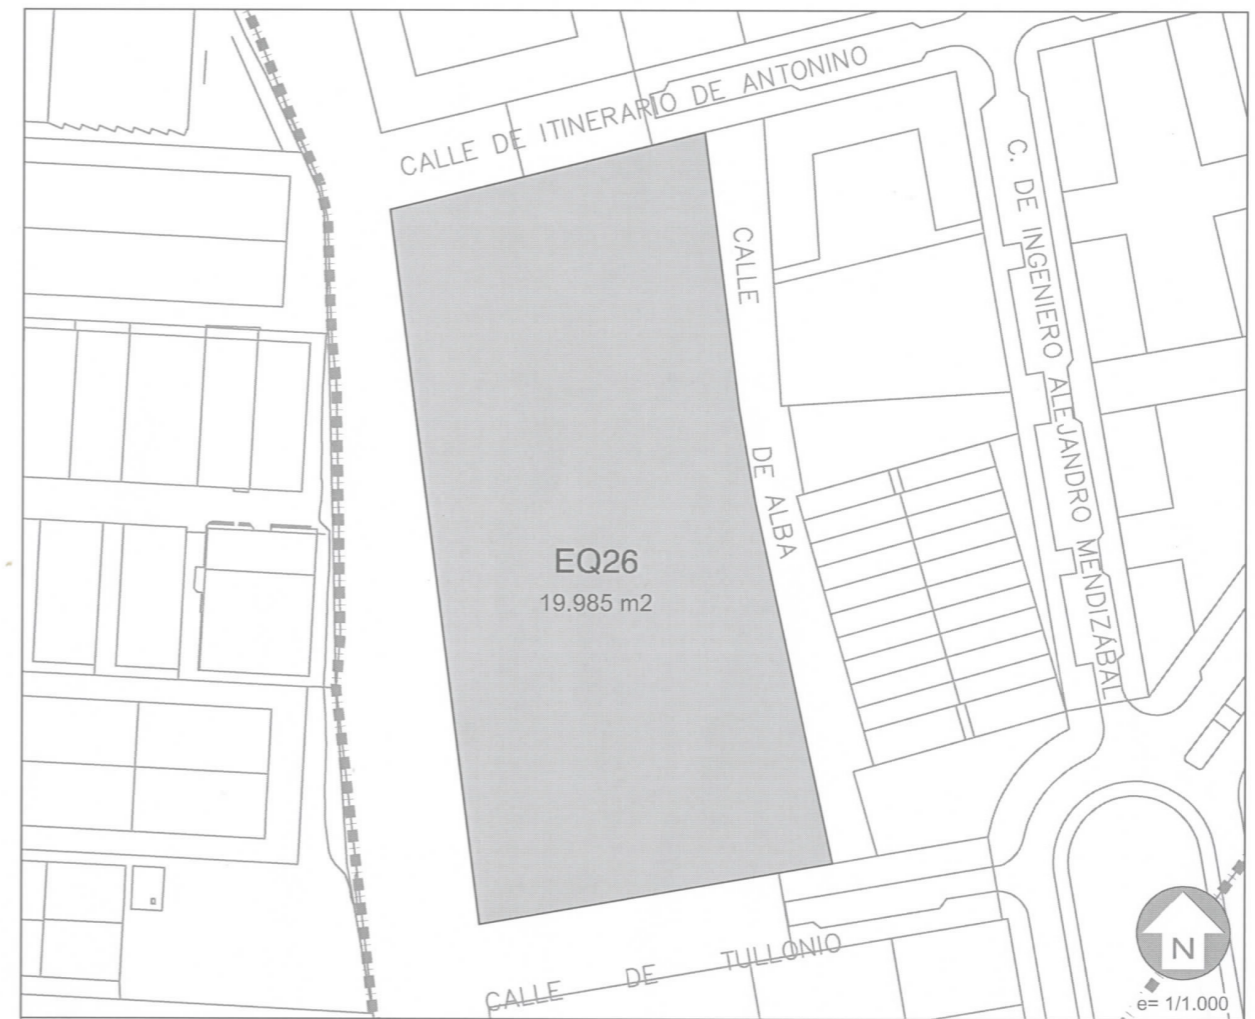 CALLE DE ITINERARIO DE ANTONINO
C. DE INGENIERO ALEJANDRO MENDIZÁBAL
CALLE DE ALBA
EQ26
19.985 m2
CALLE DE TULLONIO
N
e= 1/1.000